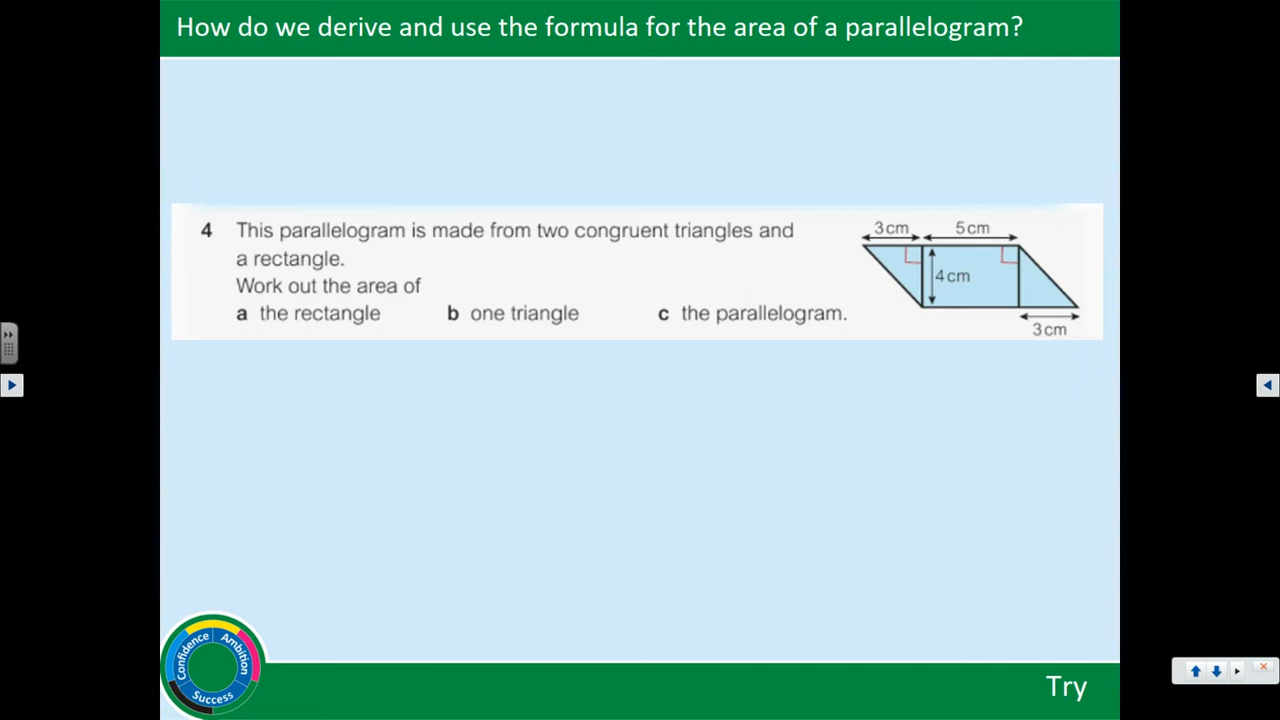 How do we derive and use the formula for the area of a parallelogram?
4 This parallelogram is made from two congruent triangles and
a rectangle.
Work out the area of
a the rectangle b one triangle c the parallelogram.
3 cm 5 cm
4 cm
3 cm
Confidence Ambition
Success
Try